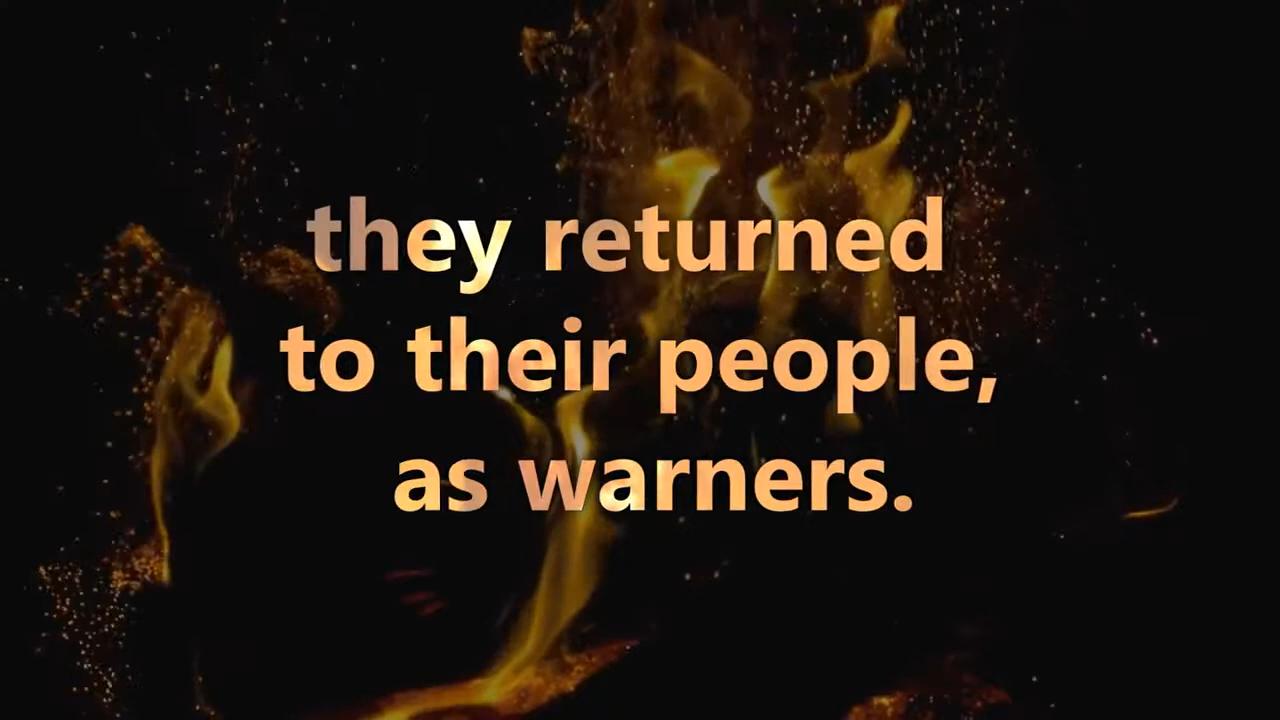 they returned
to their people,
as warners.